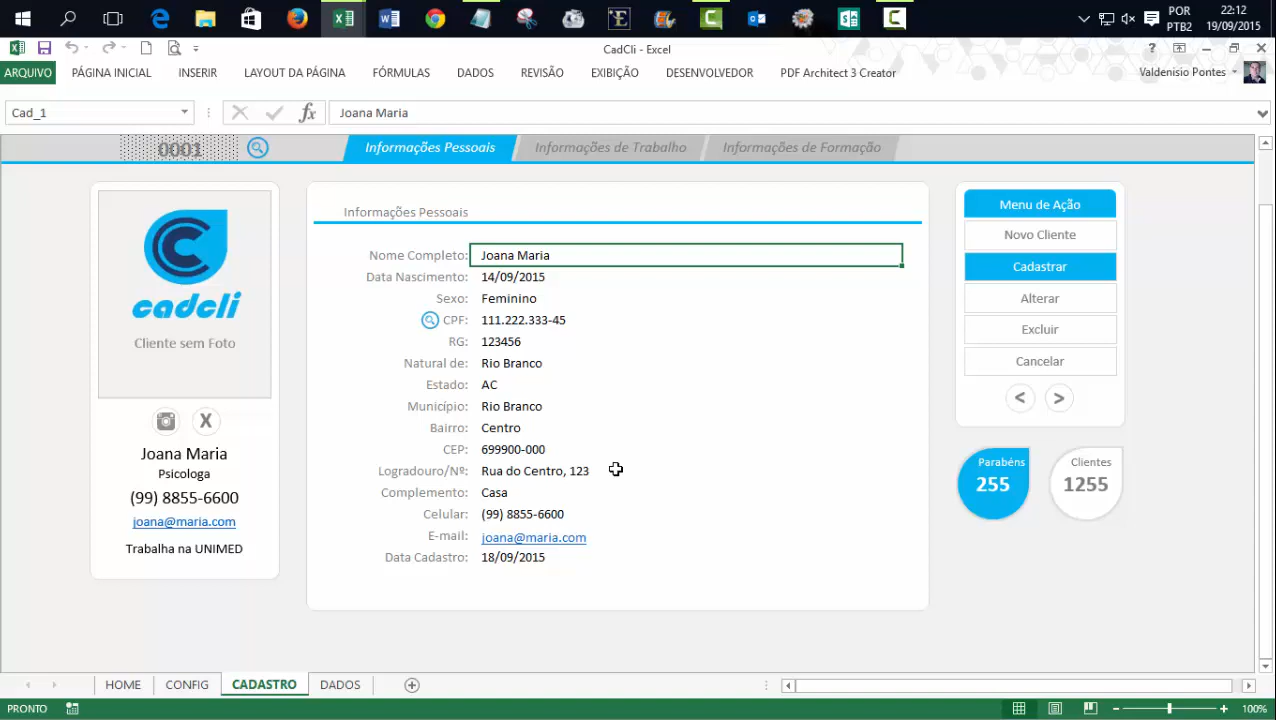 22:12
POR
PTB2
19/09/2015
CadCli - Excel
?
ARQUIVO PÁGINA INICIAL INSERIR LAYOUT DA PÁGINA FÓRMULAS DADOS REVISÃO EXIBIÇÃO DESENVOLVEDOR PDF Architect 3 Creator Valdenisio Pontes
Cad_1 fx Joana Maria
0001 Informações Pessoais Informações de Trabalho Informações de Formação
cadcli
Cliente sem Foto
X
Joana Maria
Psicologa
(99) 8855-6600
joana@maria.com
Trabalha na UNIMED
Informações Pessoais
Nome Completo: Joana Maria
Data Nascimento: 14/09/2015
Sexo: Feminino
CPF: 111.222.333-45
RG: 123456
Natural de: Rio Branco
Estado: AC
Município: Rio Branco
Bairro: Centro
CEP: 699900-000
Logradouro/Nº: Rua do Centro, 123
Complemento: Casa
Celular: (99) 8855-6600
E-mail: joana@maria.com
Data Cadastro: 18/09/2015
Menu de Ação
Novo Cliente
Cadastrar
Alterar
Excluir
Cancelar
< >
Parabéns
255
Clientes
1255
HOME CONFIG CADASTRO DADOS
PRONTO 100%